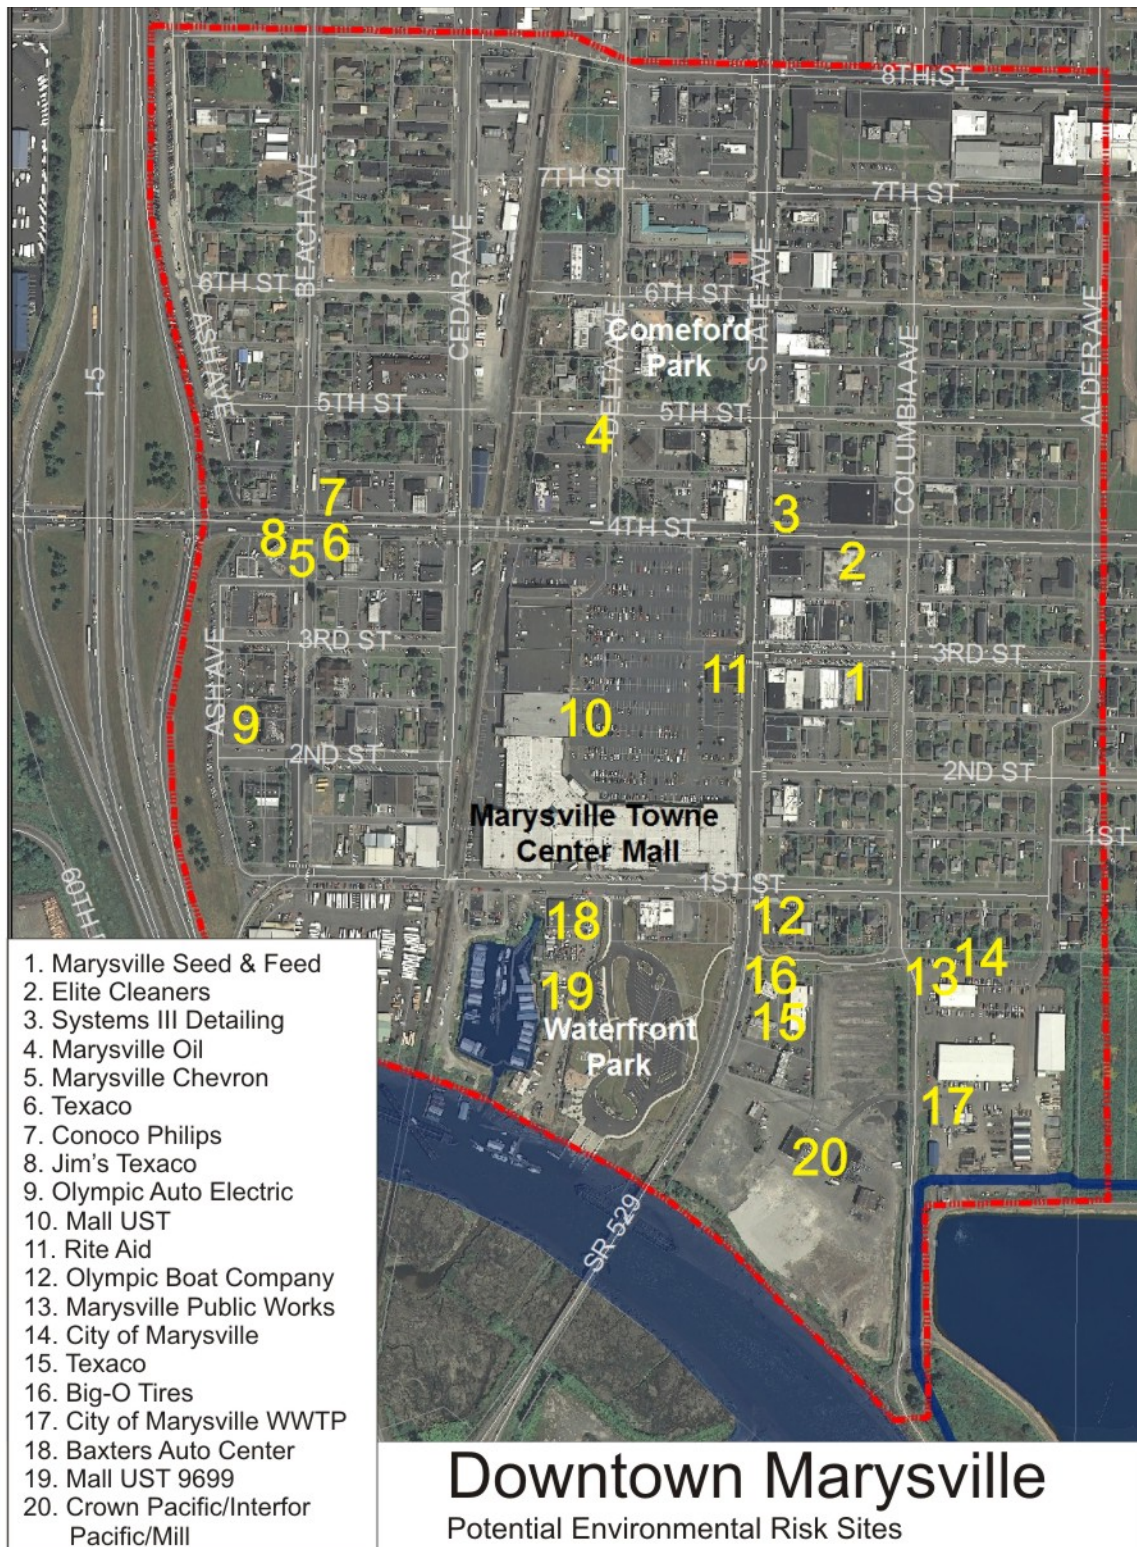 8TH ST
7TH ST
7TH ST
BEACH AVE
CEDAR AVE
STATE AVE
6TH ST
6TH ST
ASH AVE
Comeford
Park
DELTA AVE
COLUMBIA AVE
ALDER AVE
I-5
5TH ST
5TH ST
4
7
3
4TH ST
8
5
6
2
3RD ST
3RD ST
11
1
ASH AVE
9
10
2ND ST
2ND ST
Marysville Towne
Center Mall
1ST ST
1ST
60TH
18
12
14
16
13
19
15
Waterfront
Park
17
20
SR 529
1. Marysville Seed & Feed
2. Elite Cleaners
3. Systems III Detailing
4. Marysville Oil
5. Marysville Chevron
6. Texaco
7. Conoco Philips
8. Jim's Texaco
9. Olympic Auto Electric
10. Mall UST
11. Rite Aid
12. Olympic Boat Company
13. Marysville Public Works
14. City of Marysville
15. Texaco
16. Big-O Tires
17. City of Marysville WWTP
18. Baxters Auto Center
19. Mall UST 9699
20. Crown Pacific/Interfor
Pacific/Mill
Downtown Marysville
Potential Environmental Risk Sites